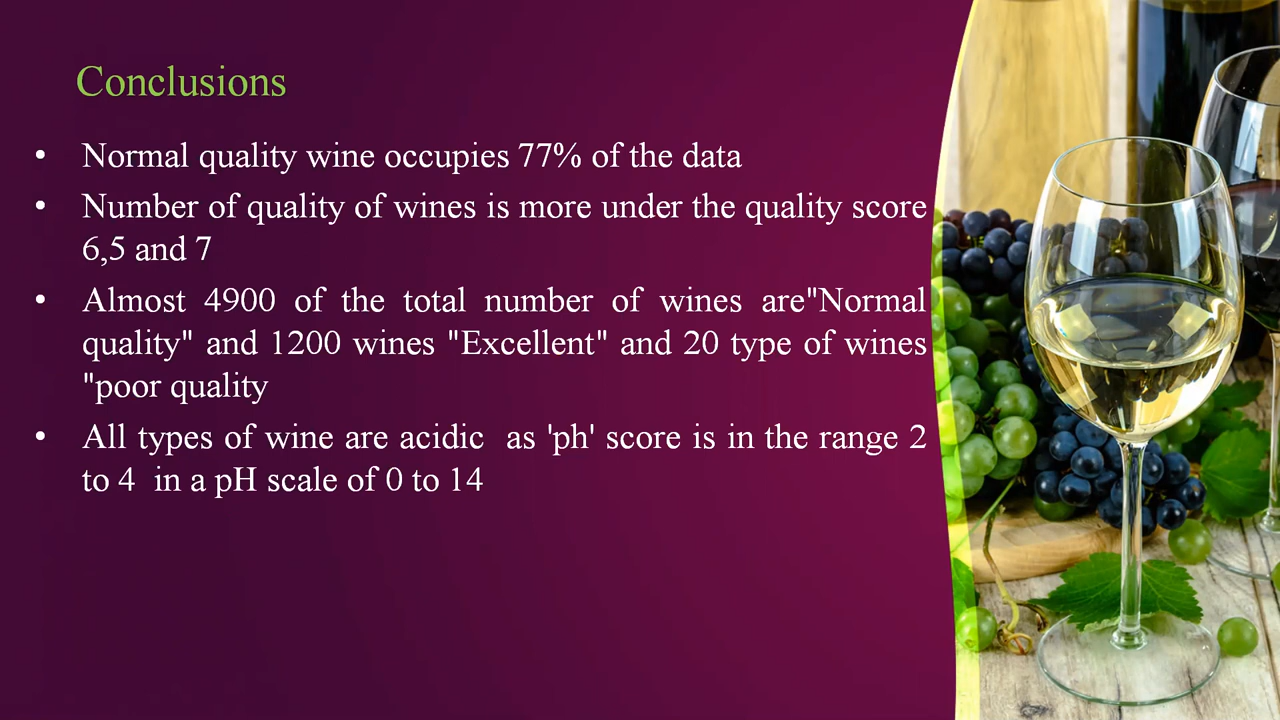 Conclusions
• Normal quality wine occupies 77% of the data
• Number of quality of wines is more under the quality score
6,5 and 7
• Almost 4900 of the total number of wines are"Normal
quality" and 1200 wines "Excellent" and 20 type of wines
"poor quality
• All types of wine are acidic  as 'ph' score is in the range 2
to 4  in a pH scale of 0 to 14